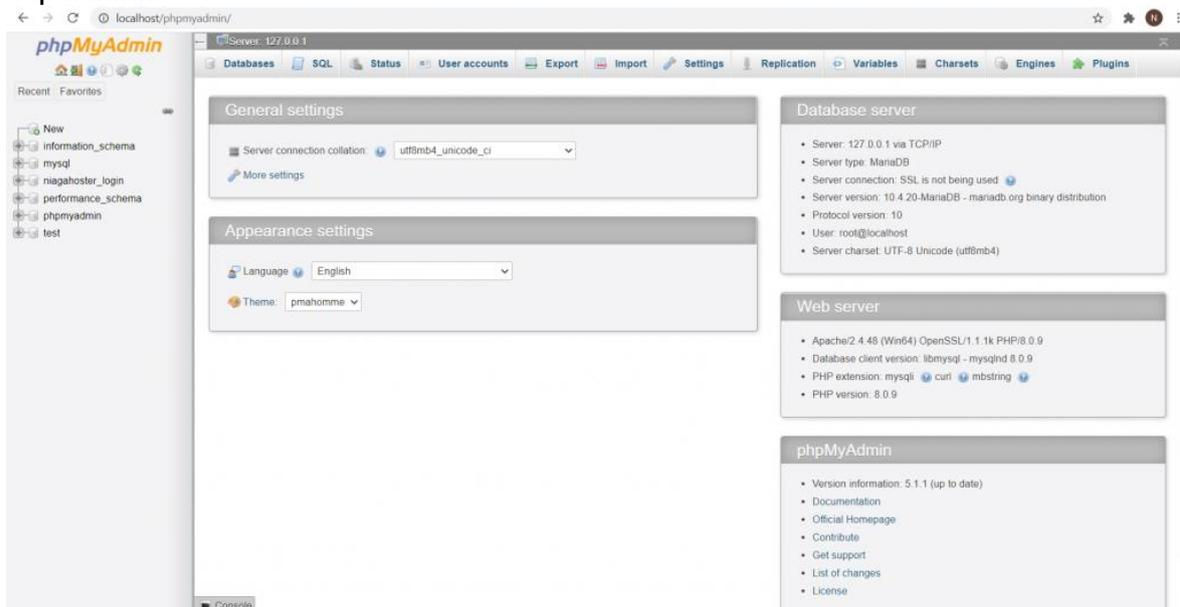 localhost/phpmyadmin/
N
phpMyAdmin
Recent Favorites
New
information_schema
mysql
niagahoster_login
performance_schema
phpmyadmin
test
Server: 127.0.0.1
Databases SQL Status User accounts Export Import Settings Replication Variables Charsets Engines Plugins
General settings
Server connection collation: utf8mb4_unicode_ci
More settings
Appearance settings
Language English
Theme: pmahomme
Database server
• Server: 127.0.0.1 via TCP/IP
• Server type: MariaDB
• Server connection: SSL is not being used
• Server version: 10.4.20-MariaDB - mariadb.org binary distribution
• Protocol version: 10
• User: root@localhost
• Server charset: UTF-8 Unicode (utf8mb4)
Web server
• Apache/2.4.48 (Win64) OpenSSL/1.1.1k PHP/8.0.9
• Database client version: libmysql - mysqlnd 8.0.9
• PHP extension: mysqli curl mbstring
• PHP version: 8.0.9
phpMyAdmin
• Version information: 5.1.1 (up to date)
• Documentation
• Official Homepage
• Contribute
• Get support
• List of changes
• License
Console